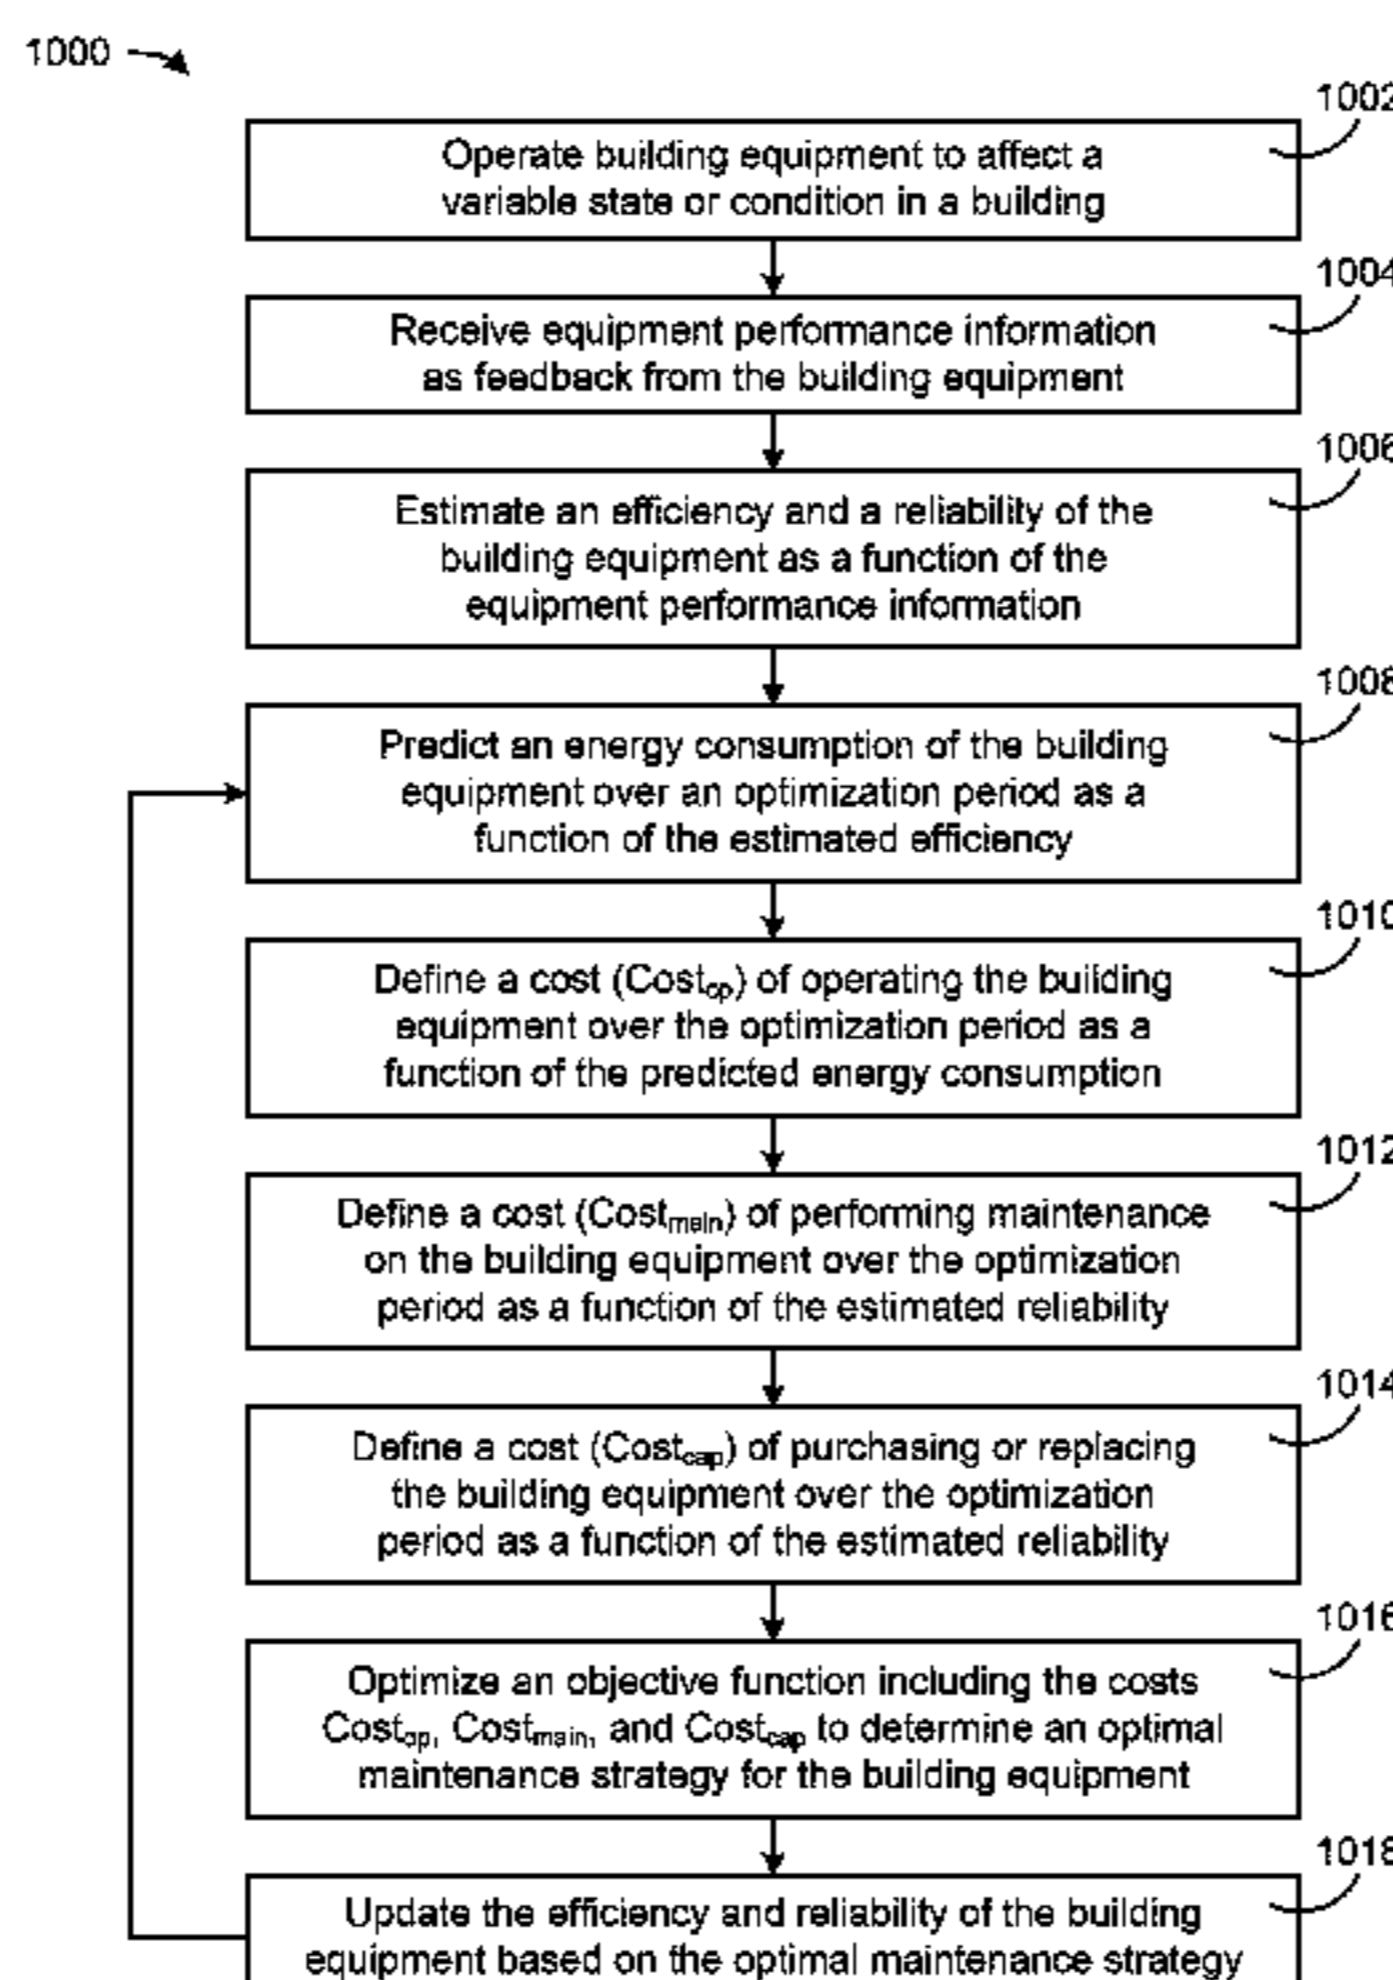 1000
1002
Operate building equipment to affect a
variable state or condition in a building
1004
Receive equipment performance information
as feedback from the building equipment
1006
Estimate an efficiency and a reliability of the
building equipment as a function of the
equipment performance information
1008
Predict an energy consumption of the building
equipment over an optimization period as a
function of the estimated efficiency
1010
Define a cost (Costop) of operating the building
equipment over the optimization period as a
function of the predicted energy consumption
1012
Define a cost (Costmain) of performing maintenance
on the building equipment over the optimization
period as a function of the estimated reliability
1014
Define a cost (Costcap) of purchasing or replacing
the building equipment over the optimization
period as a function of the estimated reliability
1016
Optimize an objective function including the costs
Costop, Costmain, and Costcap to determine an optimal
maintenance strategy for the building equipment
1018
Update the efficiency and reliability of the building
equipment based on the optimal maintenance strategy